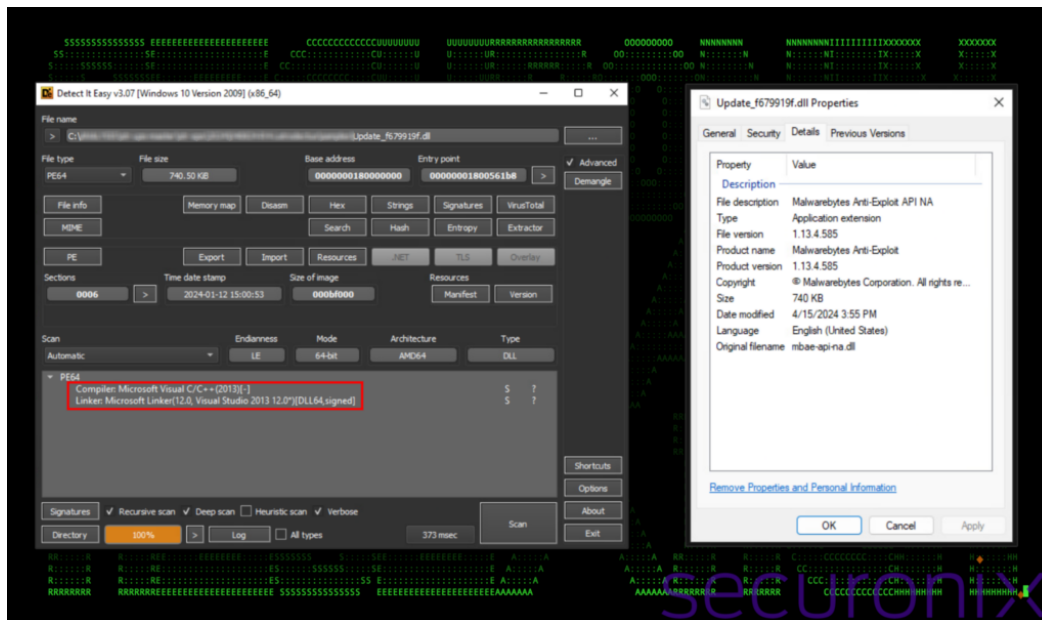 Detect It Easy v3.07 [Windows 10 Version 2009] (x86_64)
File name
> C:\ Update_f679919f.dll ...
File type File size Base address Entry point
PE64 740.50 KiB 0000000180000000 00000001800561b8 >
Advanced
Demangle
File info Memory map Disasm Hex Strings Signatures VirusTotal
MIME Search Hash Entropy Extractor
PE Export Import Resources .NET TLS Overlay
Sections Time date stamp Size of image Resources
0006 > 2024-01-12 15:00:53 000bf000 Manifest Version
Scan Endianness Mode Architecture Type
Automatic LE 64-bit AMD64 DLL
PE64
Compiler: Microsoft Visual C/C++(2013)[-] S ?
Linker: Microsoft Linker(12.0, Visual Studio 2013 12.0*)[DLL64,signed] S ?
Shortcuts
Options
Signatures Recursive scan Deep scan Heuristic scan Verbose About
Directory 100% > Log All types 373 msec Scan Exit
Update_f679919f.dll Properties
General Security Details Previous Versions
Property Value
Description
File description Malwarebytes Anti-Exploit API NA
Type Application extension
File version 1.13.4.585
Product name Malwarebytes Anti-Exploit
Product version 1.13.4.585
Copyright © Malwarebytes Corporation. All rights re...
Size 740 KB
Date modified 4/15/2024 3:55 PM
Language English (United States)
Original filename mbae-api-na.dll
Remove Properties and Personal Information
OK Cancel Apply
securonix